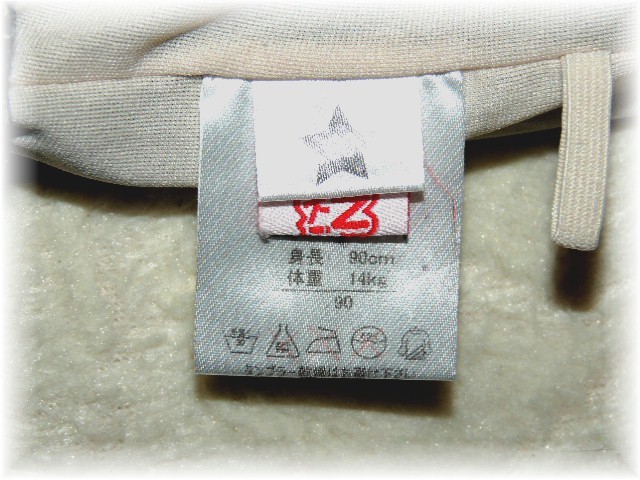 身長 90cm
体重 14kg
90
タンブラー乾燥はお避け下さい